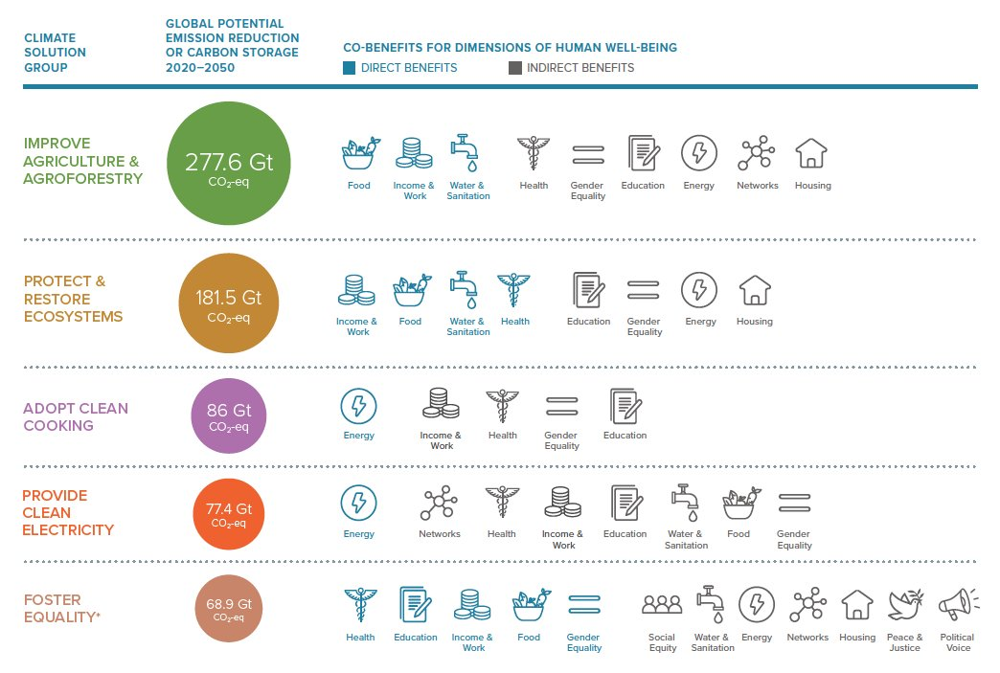 CLIMATE
SOLUTION
GROUP
GLOBAL POTENTIAL
EMISSION REDUCTION
OR CARBON STORAGE
2020–2050
CO-BENEFITS FOR DIMENSIONS OF HUMAN WELL-BEING
DIRECT BENEFITS
INDIRECT BENEFITS
IMPROVE
AGRICULTURE &
AGROFORESTRY
277.6 Gt
CO₂-eq
Food
Income &
Work
Water &
Sanitation
Health
Gender
Equality
Education
Energy
Networks
Housing
PROTECT &
RESTORE
ECOSYSTEMS
181.5 Gt
CO₂-eq
Income &
Work
Food
Water &
Sanitation
Health
Education
Gender
Equality
Energy
Housing
ADOPT CLEAN
COOKING
86 Gt
CO₂-eq
Energy
Income &
Work
Health
Gender
Equality
Education
PROVIDE
CLEAN
ELECTRICITY
77.4 Gt
CO₂-eq
Energy
Networks
Health
Income &
Work
Education
Water &
Sanitation
Food
Gender
Equality
FOSTER
EQUALITY*
68.9 Gt
CO₂-eq
Health
Education
Income &
Work
Food
Gender
Equality
Social
Equity
Water &
Sanitation
Energy
Networks
Housing
Peace &
Justice
Political
Voice